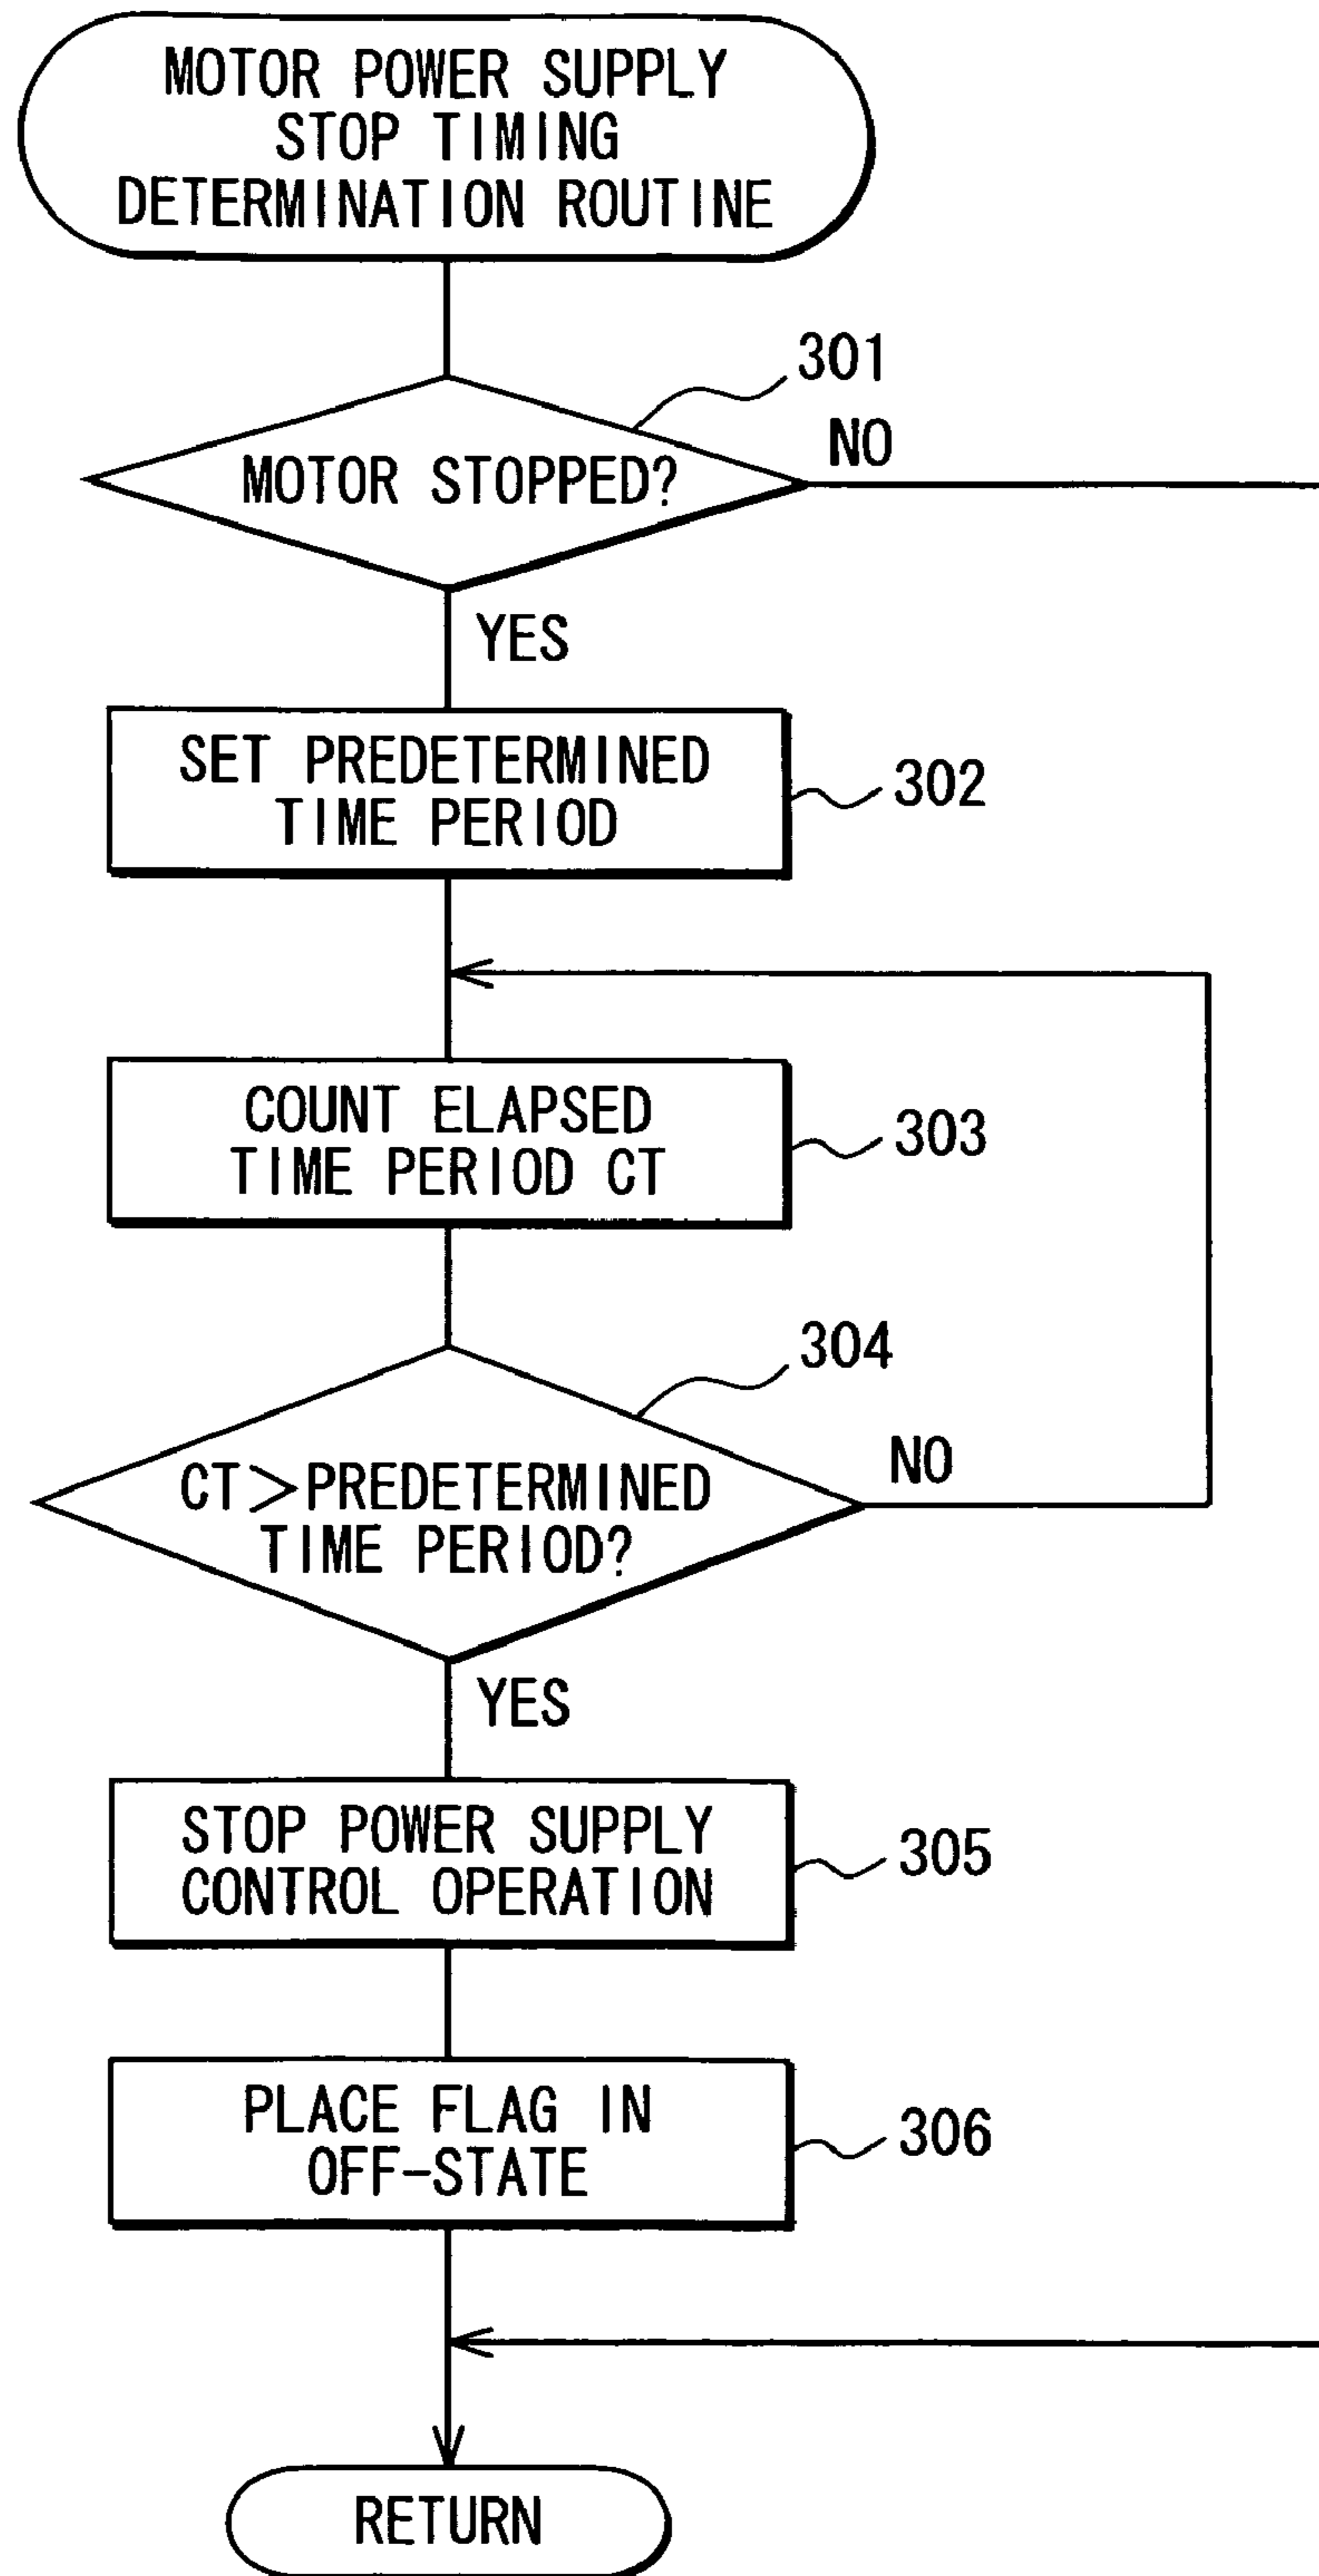 MOTOR POWER SUPPLY
STOP TIMING
DETERMINATION ROUTINE
301
MOTOR STOPPED?
NO
YES
SET PREDETERMINED
TIME PERIOD
302
COUNT ELAPSED
TIME PERIOD CT
303
304
CT>PREDETERMINED
TIME PERIOD?
NO
YES
STOP POWER SUPPLY
CONTROL OPERATION
305
PLACE FLAG IN
OFF-STATE
306
RETURN